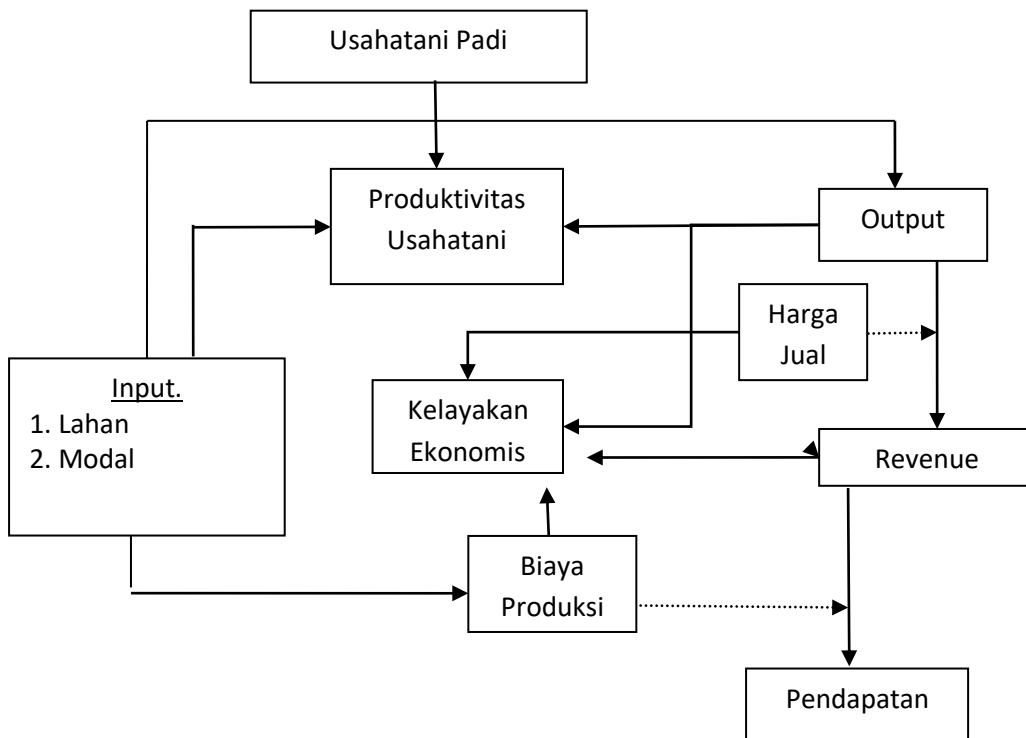 Usahatani Padi
Produktivitas
Usahatani
Output
Harga
Jual
Input.
1. Lahan
2. Modal
Kelayakan
Ekonomis
Revenue
Biaya
Produksi
Pendapatan